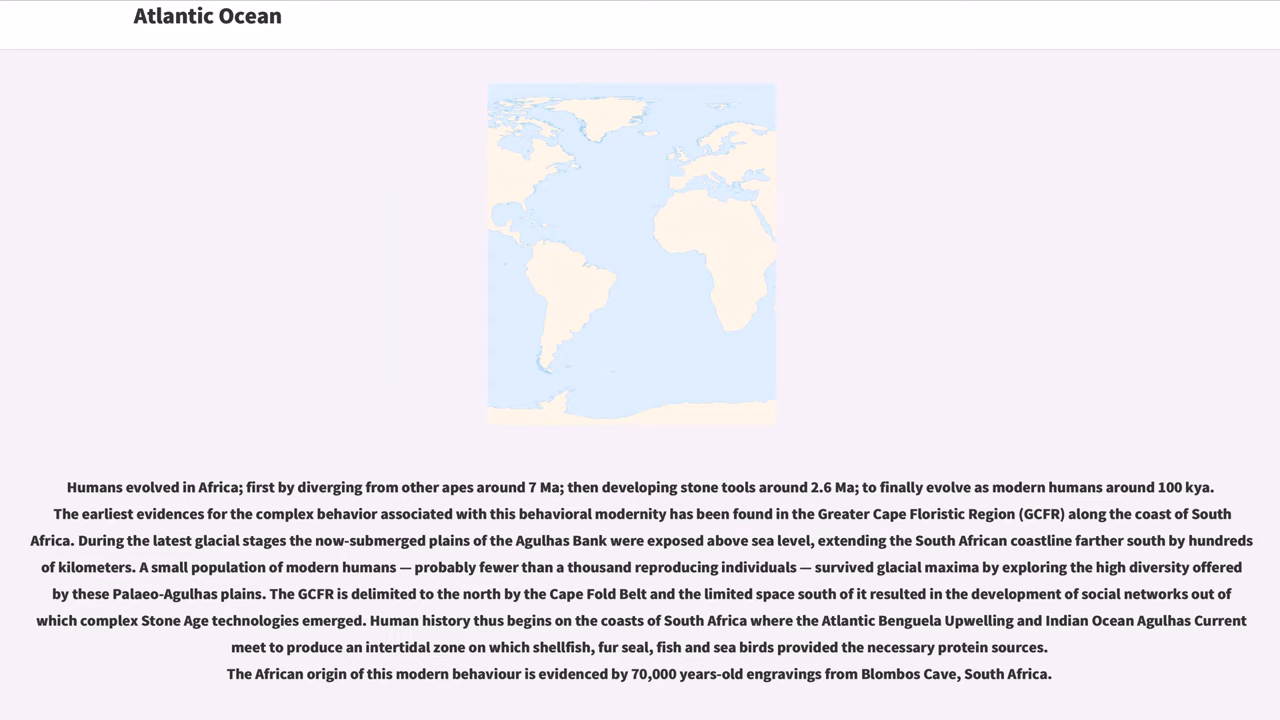 Atlantic Ocean
Humans evolved in Africa; first by diverging from other apes around 7 Ma; then developing stone tools around 2.6 Ma; to finally evolve as modern humans around 100 kya.
The earliest evidences for the complex behavior associated with this behavioral modernity has been found in the Greater Cape Floristic Region (GCFR) along the coast of South
Africa. During the latest glacial stages the now-submerged plains of the Agulhas Bank were exposed above sea level, extending the South African coastline farther south by hundreds
of kilometers. A small population of modern humans — probably fewer than a thousand reproducing individuals — survived glacial maxima by exploring the high diversity offered
by these Palaeo-Agulhas plains. The GCFR is delimited to the north by the Cape Fold Belt and the limited space south of it resulted in the development of social networks out of
which complex Stone Age technologies emerged. Human history thus begins on the coasts of South Africa where the Atlantic Benguela Upwelling and Indian Ocean Agulhas Current
meet to produce an intertidal zone on which shellfish, fur seal, fish and sea birds provided the necessary protein sources.
The African origin of this modern behaviour is evidenced by 70,000 years-old engravings from Blombos Cave, South Africa.